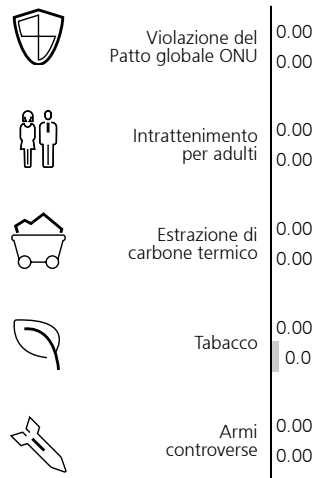 Violazione del
Patto globale ONU
0.00
0.00
Intrattenimento
per adulti
0.00
0.00
Estrazione di
carbone termico
0.00
0.00
Tabacco
0.00
0.0
Armi
controverse
0.00
0.00